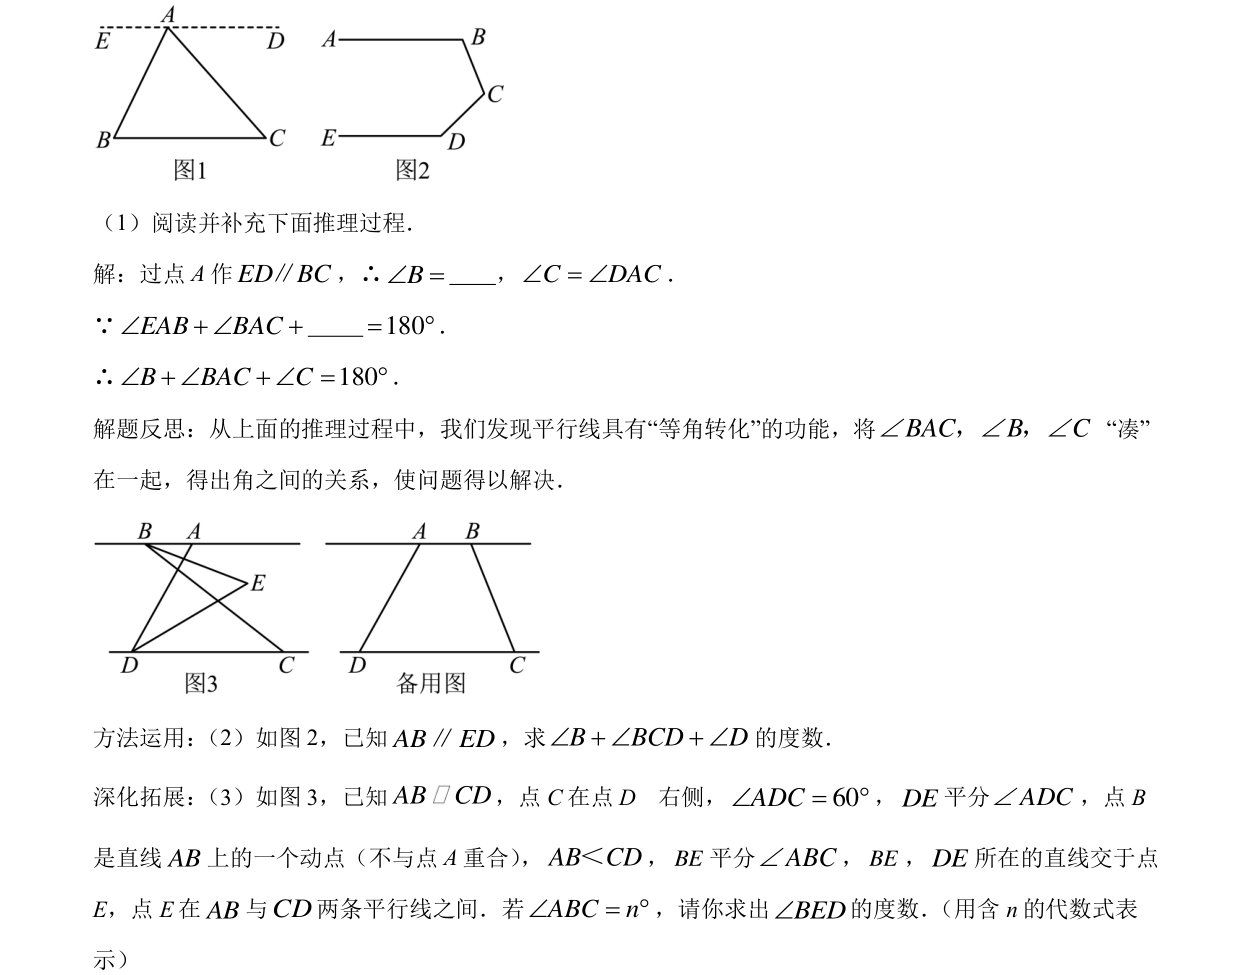 A
E D A B
C
B C E D
图1 图2
（1）阅读并补充下面推理过程．
解：过点 A 作 ED∥BC，∴∠B=____，∠C=∠DAC．
∵∠EAB+∠BAC+____=180°．
∴∠B+∠BAC+∠C=180°．
解题反思：从上面的推理过程中，我们发现平行线具有“等角转化”的功能，将∠BAC，∠B，∠C “凑”
在一起，得出角之间的关系，使问题得以解决．
B A A B
E
D C D C
图3 备用图
方法运用：（2）如图 2，已知 AB∥ED，求∠B+∠BCD+∠D 的度数．
深化拓展：（3）如图 3，已知 AB CD，点 C 在点 D 右侧，∠ADC=60°，DE 平分∠ADC，点 B
是直线 AB 上的一个动点（不与点 A 重合），AB<CD，BE 平分∠ABC，BE，DE 所在的直线交于点
E，点 E 在 AB 与 CD 两条平行线之间．若∠ABC=n°，请你求出∠BED 的度数．（用含 n 的代数式表
示）